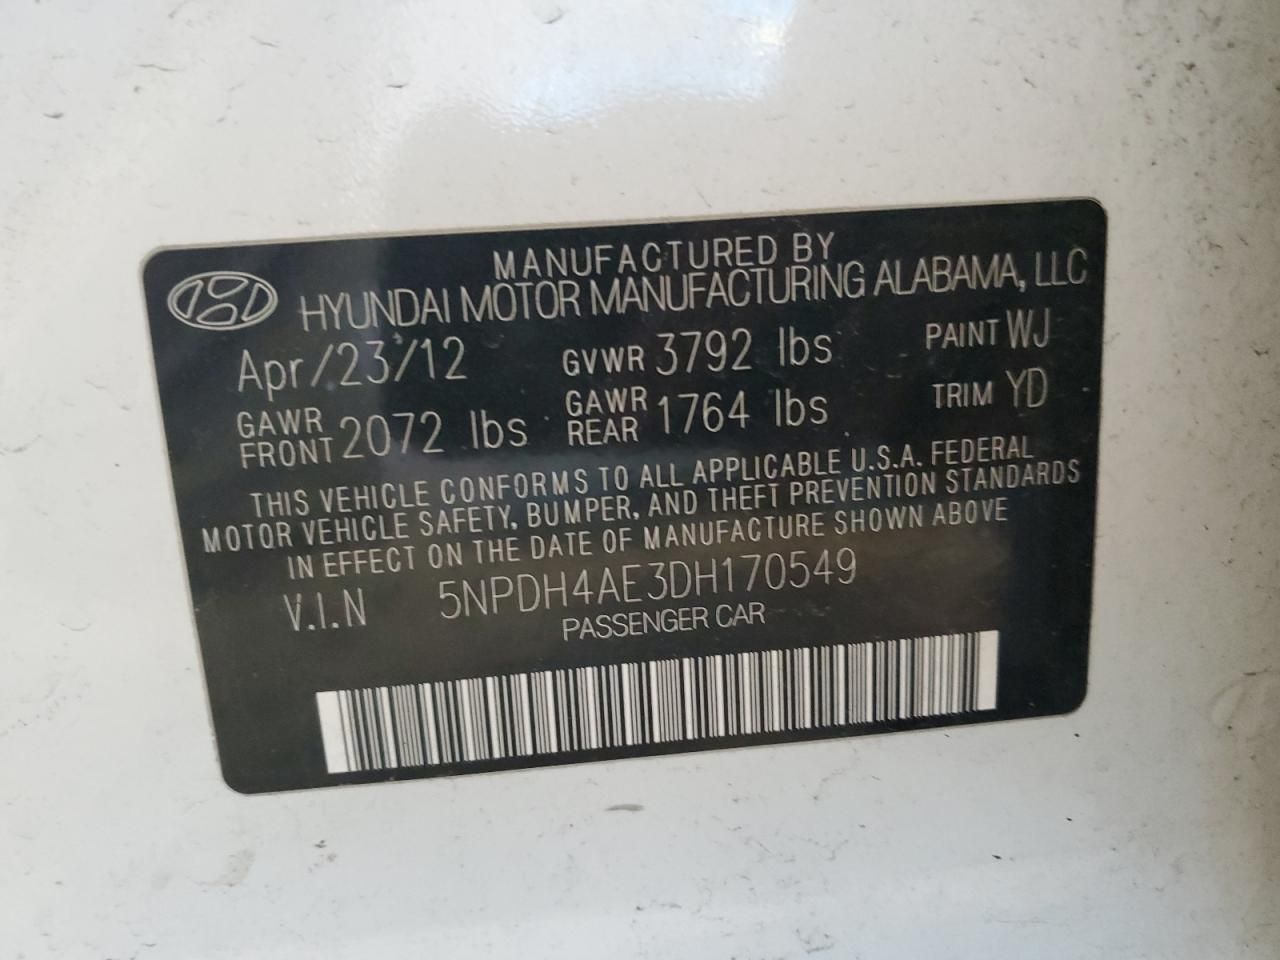 MANUFACTURED BY
HYUNDAI MOTOR MANUFACTURING ALABAMA, LLC
Apr/23/12 GVWR 3792 lbs PAINT WJ
GAWR FRONT 2072 lbs GAWR REAR 1764 lbs TRIM YD
THIS VEHICLE CONFORMS TO ALL APPLICABLE U.S.A. FEDERAL
MOTOR VEHICLE SAFETY, BUMPER, AND THEFT PREVENTION STANDARDS
IN EFFECT ON THE DATE OF MANUFACTURE SHOWN ABOVE
V.I.N 5NPDH4AE3DH170549
PASSENGER CAR